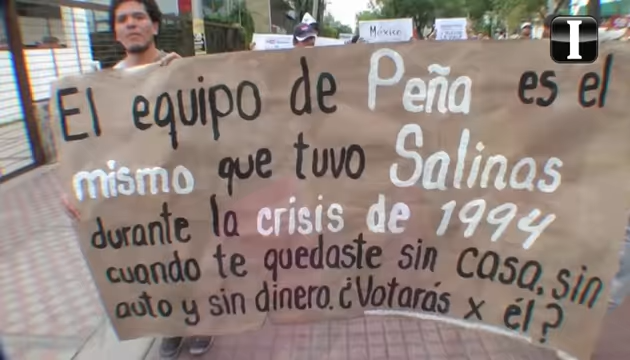 I
México
El equipo de Peña es el
mismo que tuvo Salinas
durante la crisis de 1994
cuando te quedaste sin casa, sin
auto y sin dinero. ¿Votarás x él?